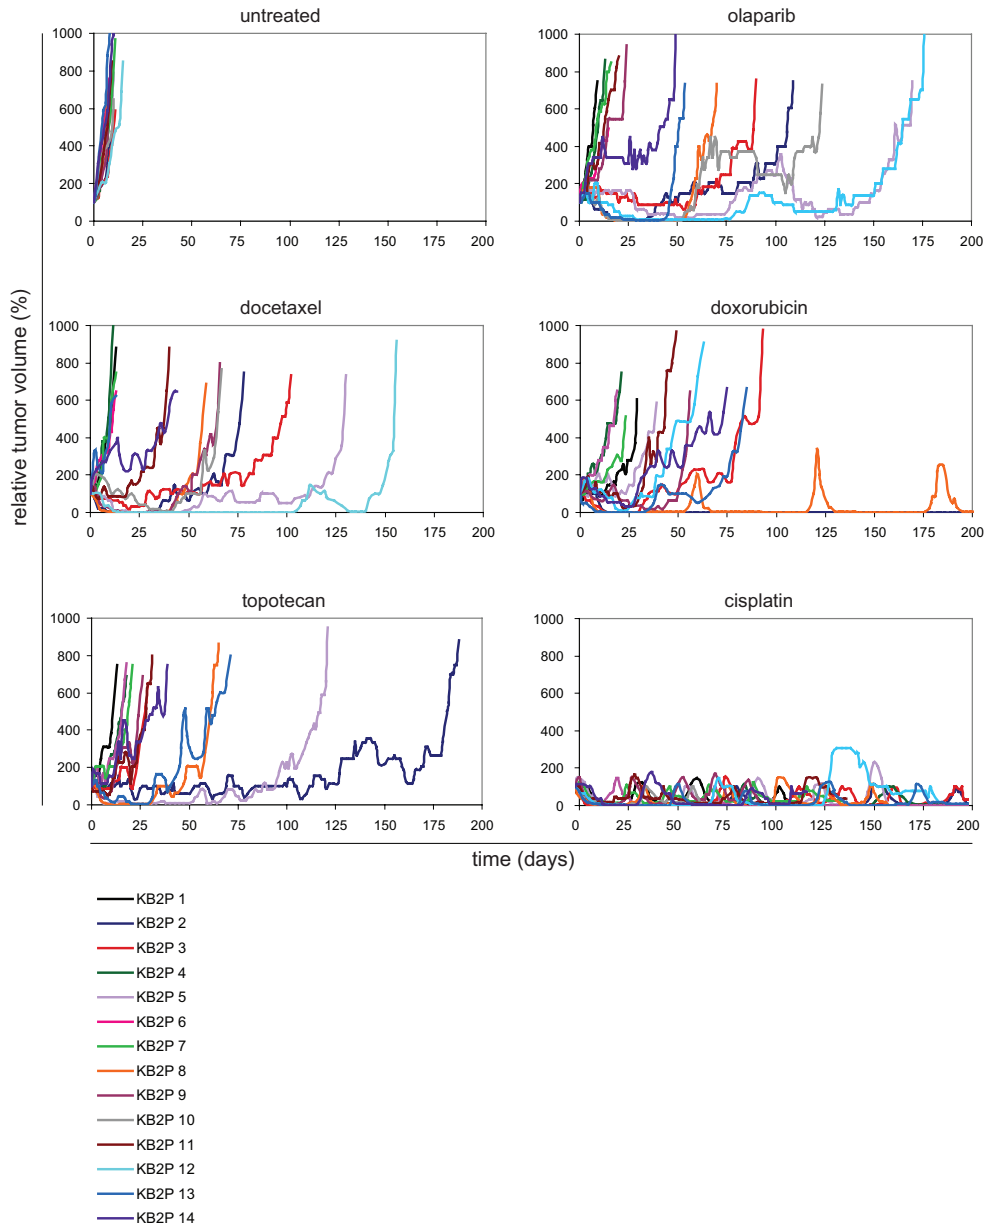 untreated
olaparib
1000
800
600
400
200
0
0 25 50 75 100 125 150 175 200
1000
800
600
400
200
0
0 25 50 75 100 125 150 175 200
docetaxel
doxorubicin
1000
800
600
400
200
0
0 25 50 75 100 125 150 175 200
1000
800
600
400
200
0
0 25 50 75 100 125 150 175 200
relative tumor volume (%)
topotecan
cisplatin
1000
800
600
400
200
0
0 25 50 75 100 125 150 175 200
1000
800
600
400
200
0
0 25 50 75 100 125 150 175 200
time (days)
KB2P 1
KB2P 2
KB2P 3
KB2P 4
KB2P 5
KB2P 6
KB2P 7
KB2P 8
KB2P 9
KB2P 10
KB2P 11
KB2P 12
KB2P 13
KB2P 14